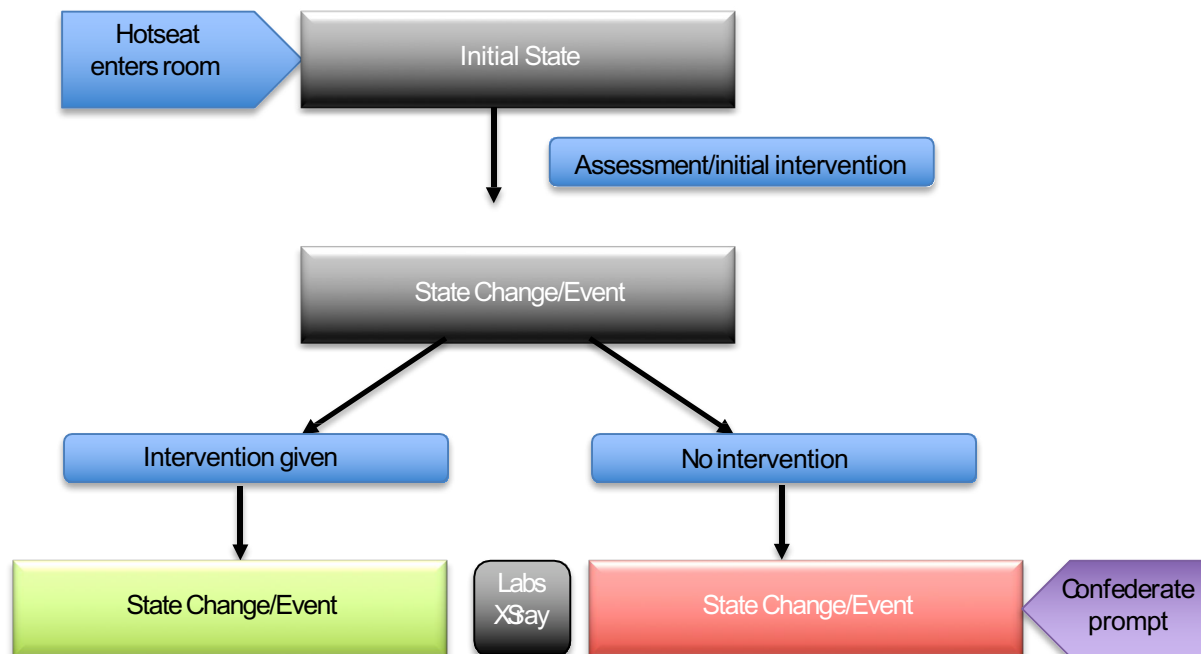 Hotseat
enters room
Initial State
Assessment/initial intervention
State Change/Event
Intervention given
No intervention
State Change/Event
Labs
State Change/Event
Confederate
prompt